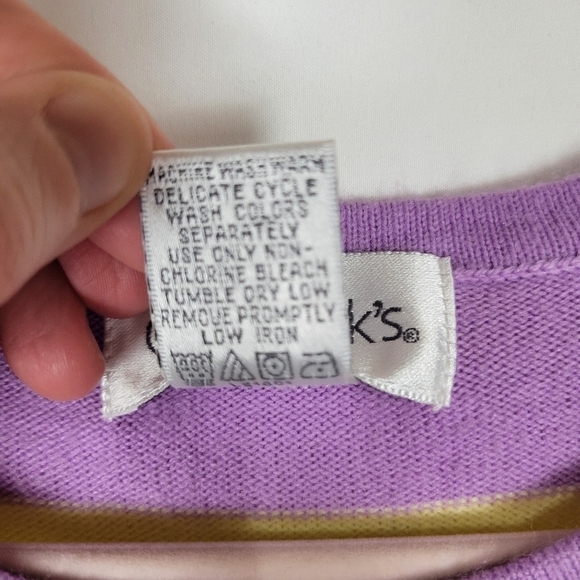 MACHINE WASH WARM
DELICATE CYCLE
WASH COLORS
SEPARATELY
USE ONLY NON-
CHLORINE BLEACH
TUMBLE DRY LOW
REMOVE PROMPTLY
LOW IRON
k's®